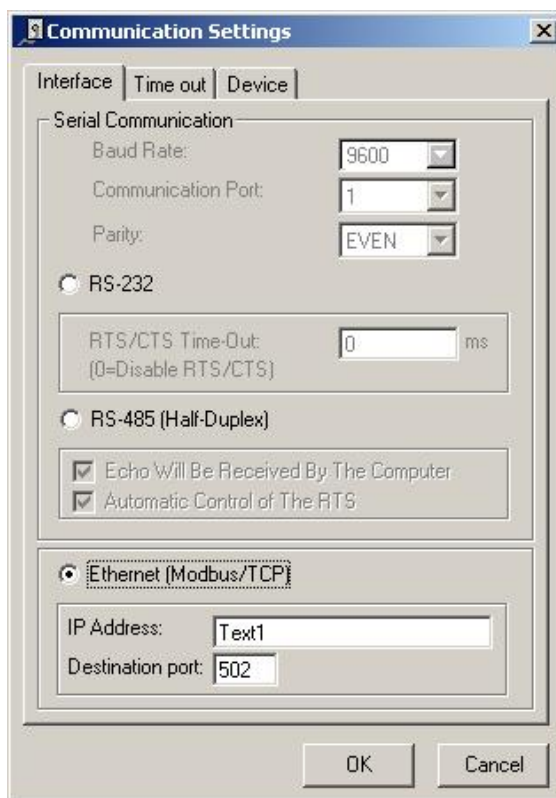 Communication Settings
Interface Time out Device
Serial Communication
Baud Rate: 9600
Communication Port: 1
Parity: EVEN
RS-232
RTS/CTS Time-Out: 0 ms
(0=Disable RTS/CTS)
RS-485 (Half-Duplex)
Echo Will Be Received By The Computer
Automatic Control of The RTS
Ethernet (Modbus/TCP)
IP Address: Text1
Destination port: 502
OK Cancel